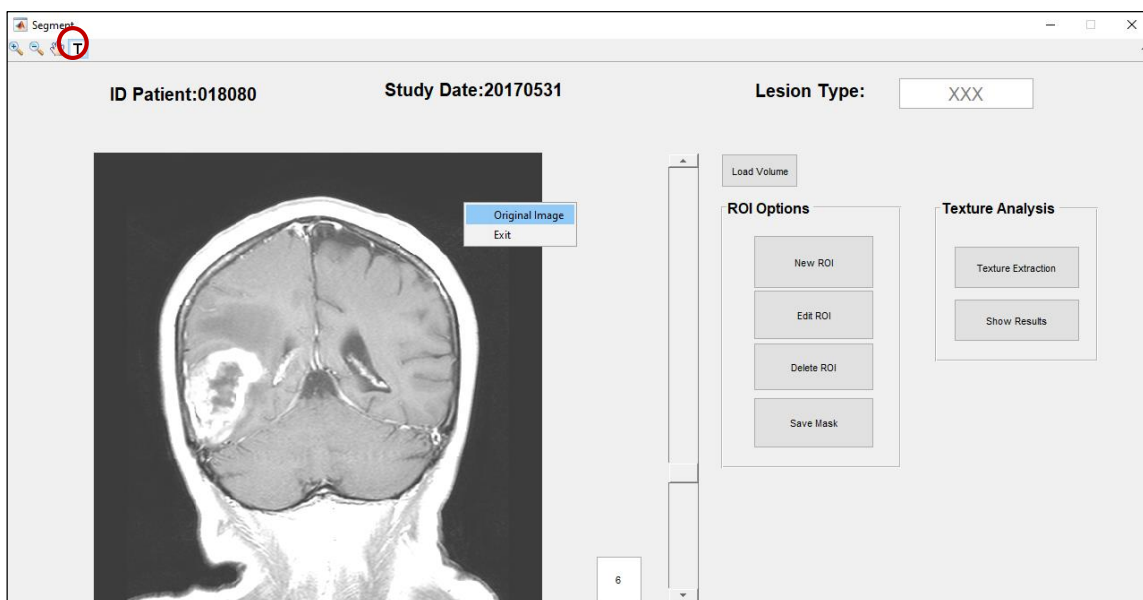 Segment
T
ID Patient:018080
Study Date:20170531
Lesion Type:
XXX
Load Volume
Original Image
Exit
ROI Options
Texture Analysis
New ROI
Texture Extraction
Edit ROI
Show Results
Delete ROI
Save Mask
6